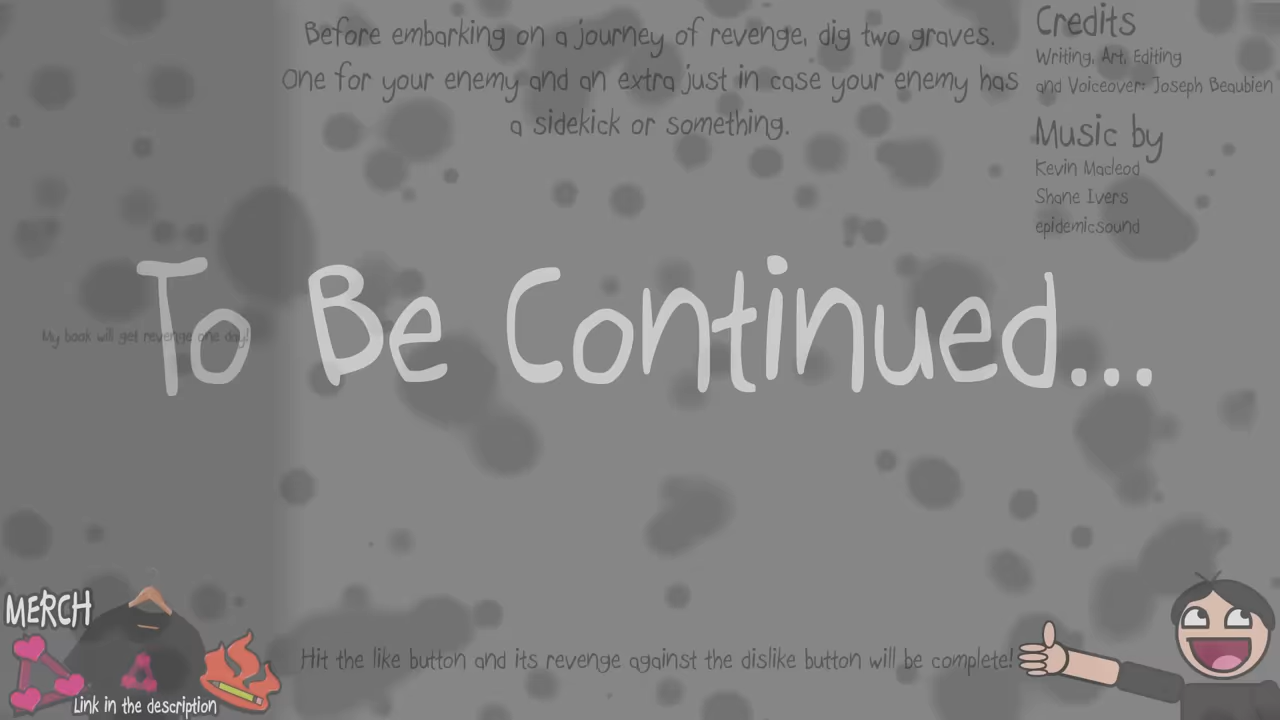 Before embarking on a journey of revenge, dig two graves.
One for your enemy and an extra just in case your enemy has
a sidekick or something.
Credits
Writing, Art, Editing
and Voiceover: Joseph Beaubien
Music by
Kevin Macleod
Shane Ivers
epidemicsound
To Be Continued...
My book will get revenge one day!
MERCH
Link in the description
Hit the like button and its revenge against the dislike button will be complete!